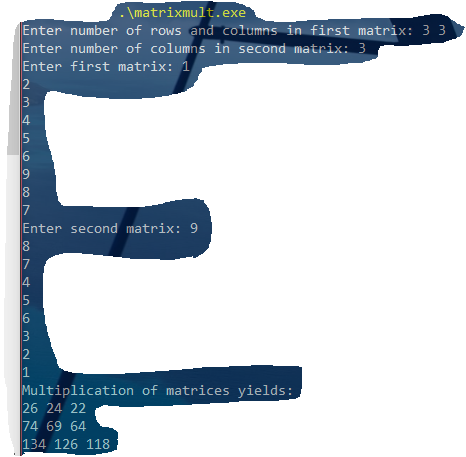 .\matrixmult.exe
Enter number of rows and columns in first matrix: 3 3
Enter number of columns in second matrix: 3
Enter first matrix: 1
2
3
4
5
6
9
8
7
Enter second matrix: 9
8
7
4
5
6
3
2
1
Multiplication of matrices yields:
26 24 22
74 69 64
134 126 118